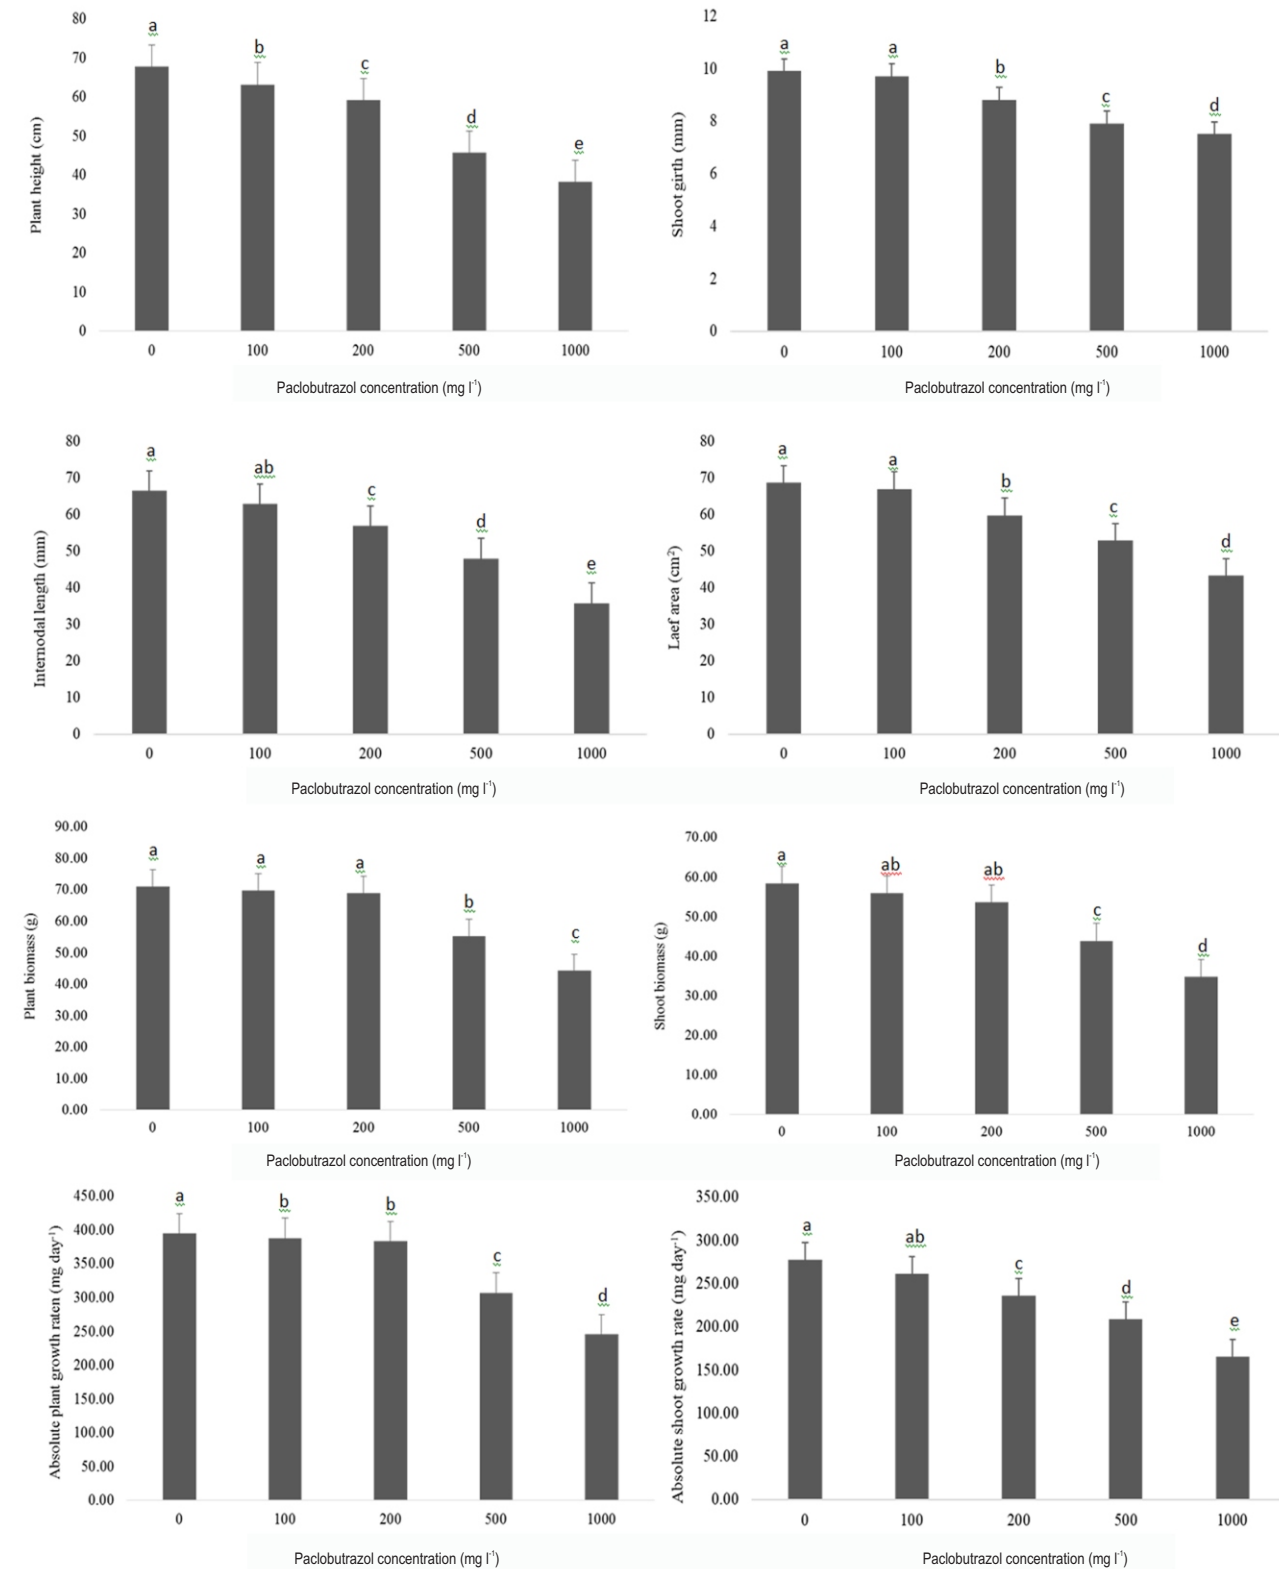 80
70
60
50
40
30
20
10
0
Plant height (cm)
a
b
c
d
e
0 100 200 500 1000
Paclobutrazol concentration (mg l-1)
12
10
8
6
4
2
0
Shoot girth (mm)
a
a
b
c
d
0 100 200 500 1000
Paclobutrazol concentration (mg l-1)
80
70
60
50
40
30
20
10
0
Internodal length (mm)
a
ab
c
d
e
0 100 200 500 1000
Paclobutrazol concentration (mg l-1)
80
70
60
50
40
30
20
10
0
Laef area (cm2)
a
a
b
c
d
0 100 200 500 1000
Paclobutrazol concentration (mg l-1)
90.00
80.00
70.00
60.00
50.00
40.00
30.00
20.00
10.00
0.00
Plant biomass (g)
a
a
a
b
c
0 100 200 500 1000
Paclobutrazol concentration (mg l-1)
70.00
60.00
50.00
40.00
30.00
20.00
10.00
0.00
Shoot biomass (g)
a
ab
ab
c
d
0 100 200 500 1000
Paclobutrazol concentration (mg l-1)
450.00
400.00
350.00
300.00
250.00
200.00
150.00
100.00
50.00
0.00
Absolute plant growth raten (mg day-1)
a
b
b
c
d
0 100 200 500 1000
Paclobutrazol concentration (mg l-1)
350.00
300.00
250.00
200.00
150.00
100.00
50.00
0.00
Absolute shoot growth rate (mg day-1)
a
ab
c
d
e
0 100 200 500 1000
Paclobutrazol concentration (mg l-1)